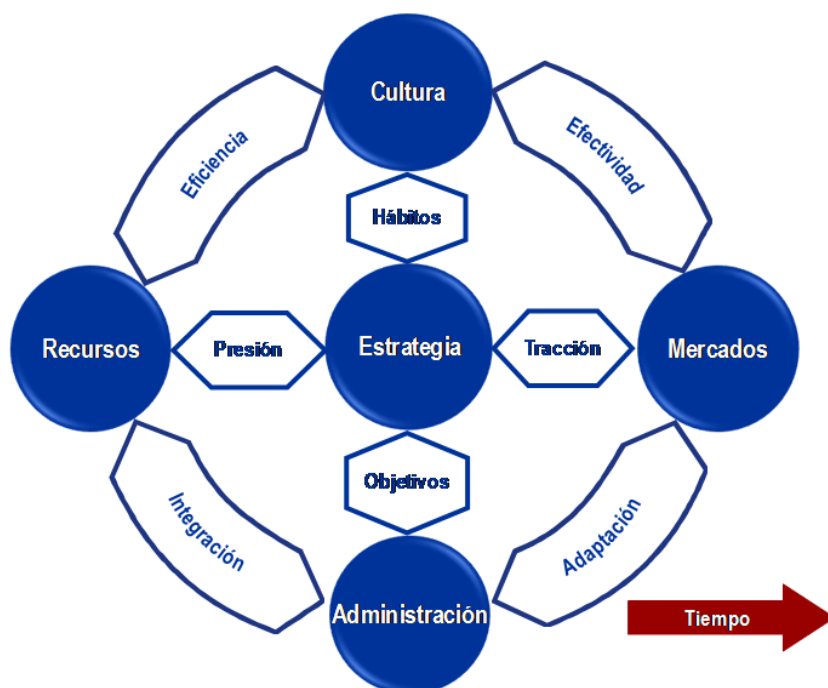 Cultura
Eficiencia
Efectividad
Hábitos
Recursos
Presión
Estrategia
Tracción
Mercados
Objetivos
Integración
Adaptación
Administración
Tiempo